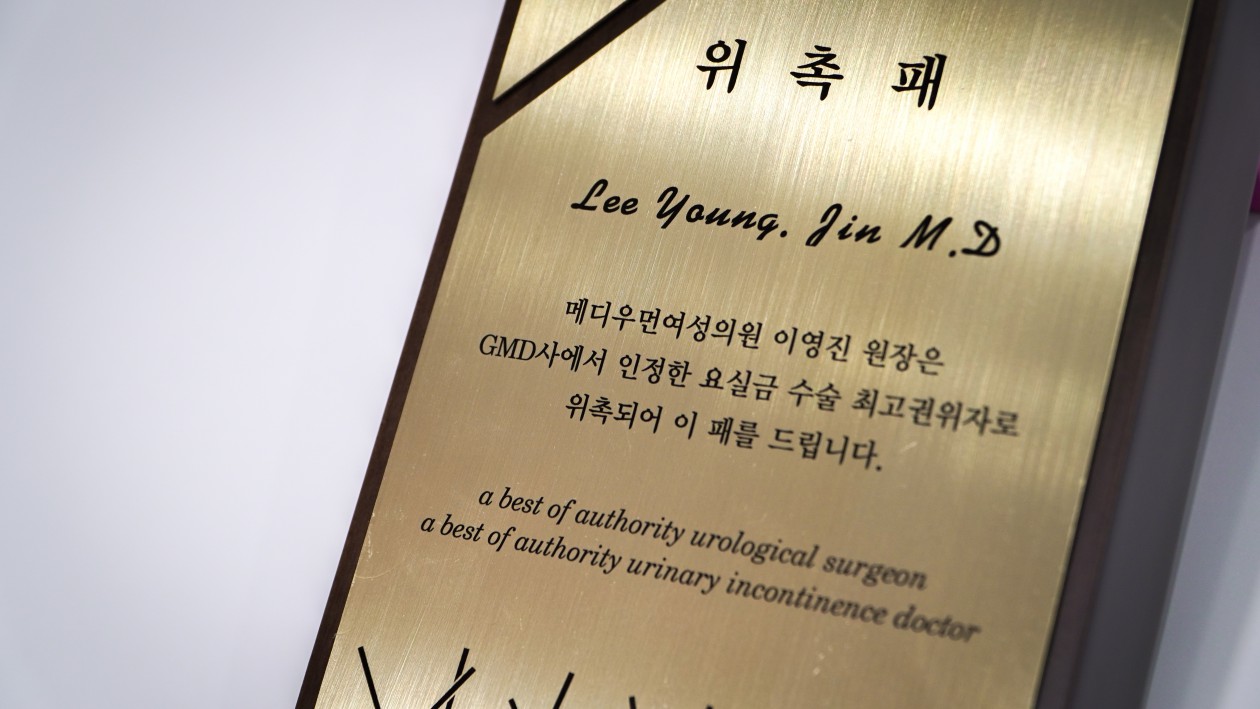 위촉패
Lee Young. Jin M.D
메디우먼여성의원 이영진 원장은
GMD사에서 인정한 요실금 수술 최고권위자로
위촉되어 이 패를 드립니다.
a best of authority urological surgeon
a best of authority urinary incontinence doctor